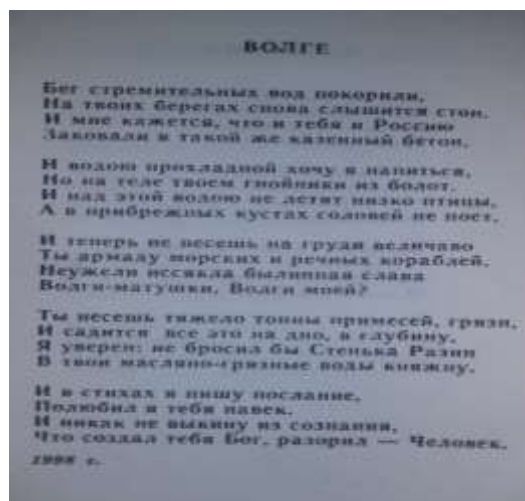 ВОЛГЕ
Бег стремительных вод покорили,
На твоих берегах снова слышится стон.
И мне кажется, что и тебя и Россию
Заковали в такой же казенный бетон.
И водою прохладной хочу я напиться,
Но на теле твоем гнойники из болот.
И над этой водою не летят низко птицы,
А в прибрежных кустах соловей не поет.
И теперь не несешь на груди величаво
Ты армаду морских и речных кораблей.
Неужели иссякла былинная слава
Волги-матушки, Волги моей?
Ты несешь тяжело тонны примесей, грязи,
И садится все это на дно, в глубину,
Я уверен: не бросил бы Стенька Разин
В твои масляно-грязные воды княжну.
И в стихах я пишу послание,
Полюбил я тебя навек.
И никак не выкину из сознания,
Что создал тебя Бог, разорил — Человек.
1998 г.